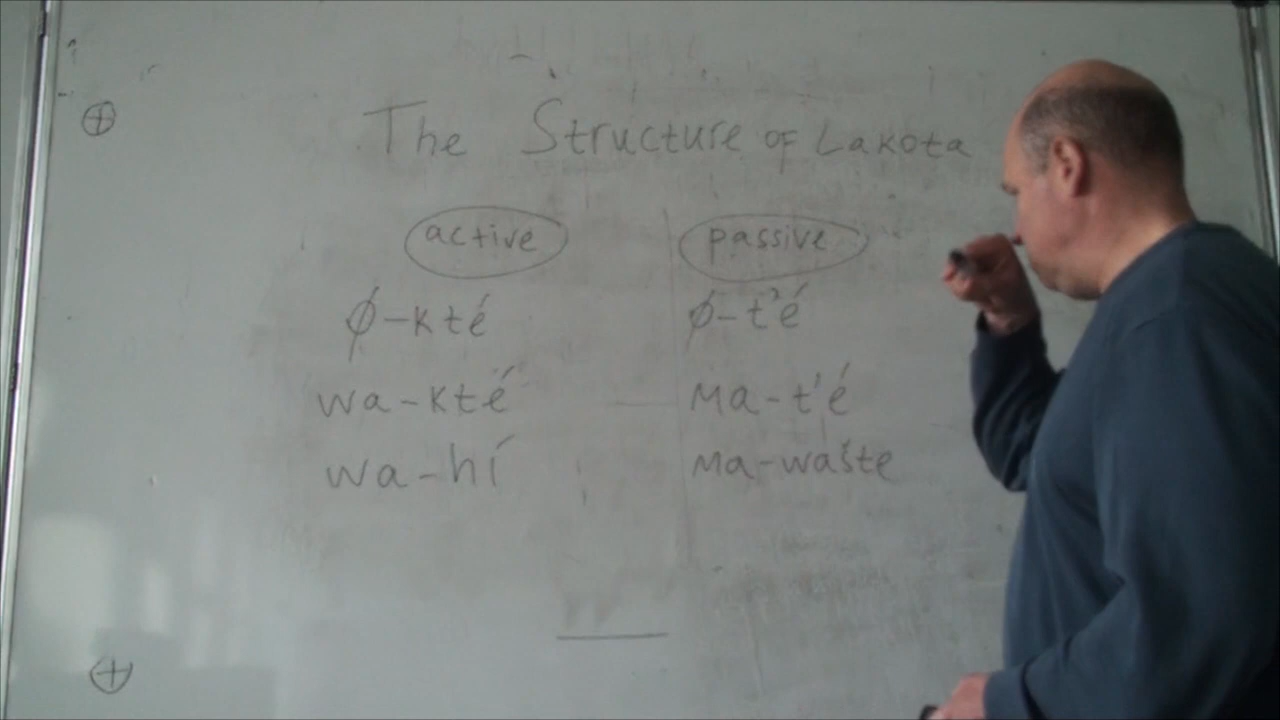 The Structure of Lakota
active passive
ø-kté ø-t'é
wa-kté ma-t'é
wa-hí ma-wašte